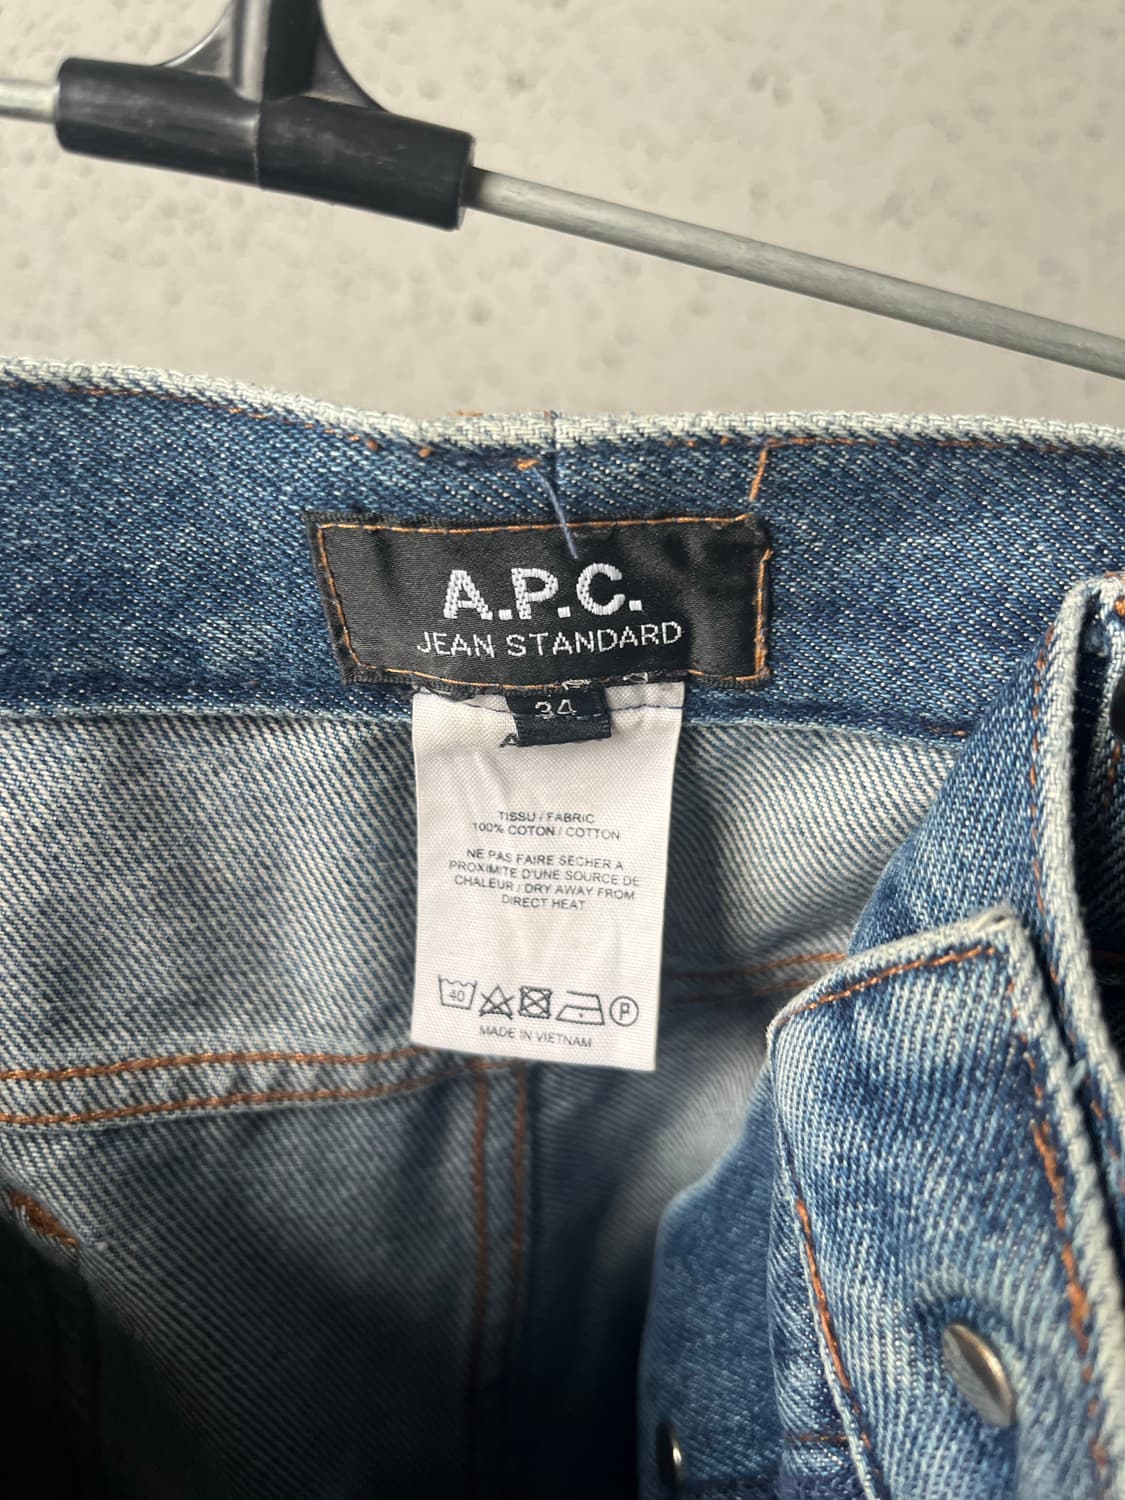 A.P.C.
JEAN STANDARD
34
TISSU / FABRIC
100% COTON / COTTON
NE PAS FAIRE SECHER A
PROXIMITE D'UNE SOURCE DE
CHALEUR / DRY AWAY FROM
DIRECT HEAT
40
P
MADE IN VIETNAM